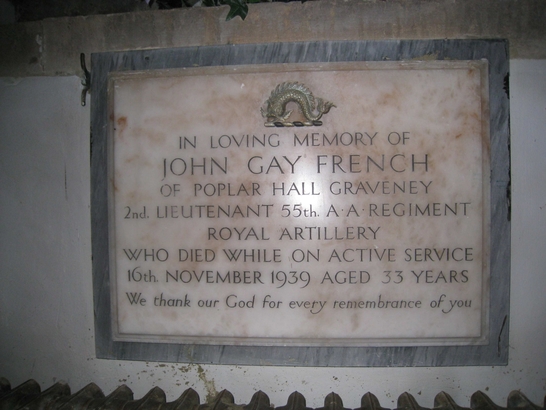 IN LOVING MEMORY OF
JOHN GAY FRENCH
OF POPLAR HALL GRAVENEY
2nd. LIEUTENANT 55th. A·A·REGIMENT
ROYAL ARTILLERY
WHO DIED WHILE ON ACTIVE SERVICE
16th. NOVEMBER 1939 AGED 33 YEARS
We thank our God for every remembrance of you